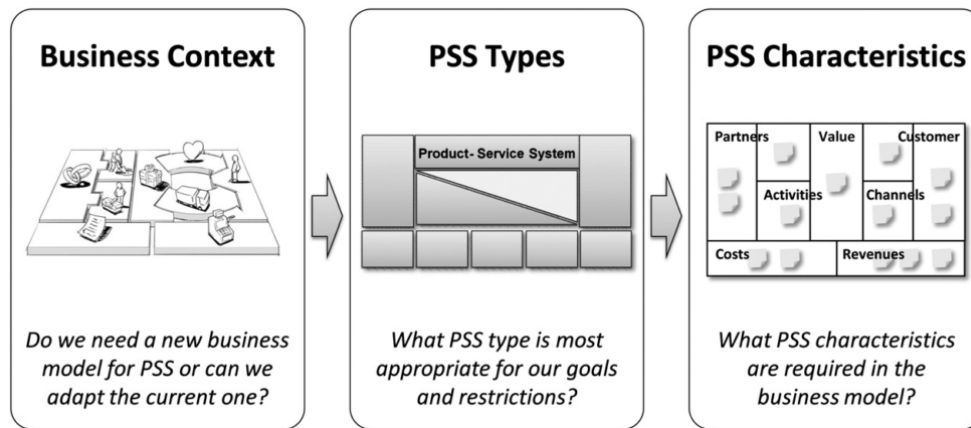 Business Context
Do we need a new business
model for PSS or can we
adapt the current one?
PSS Types
Product- Service System
What PSS type is most
appropriate for our goals
and restrictions?
PSS Characteristics
Partners
Value
Customer
Activities
Channels
Costs
Revenues
What PSS characteristics
are required in the
business model?